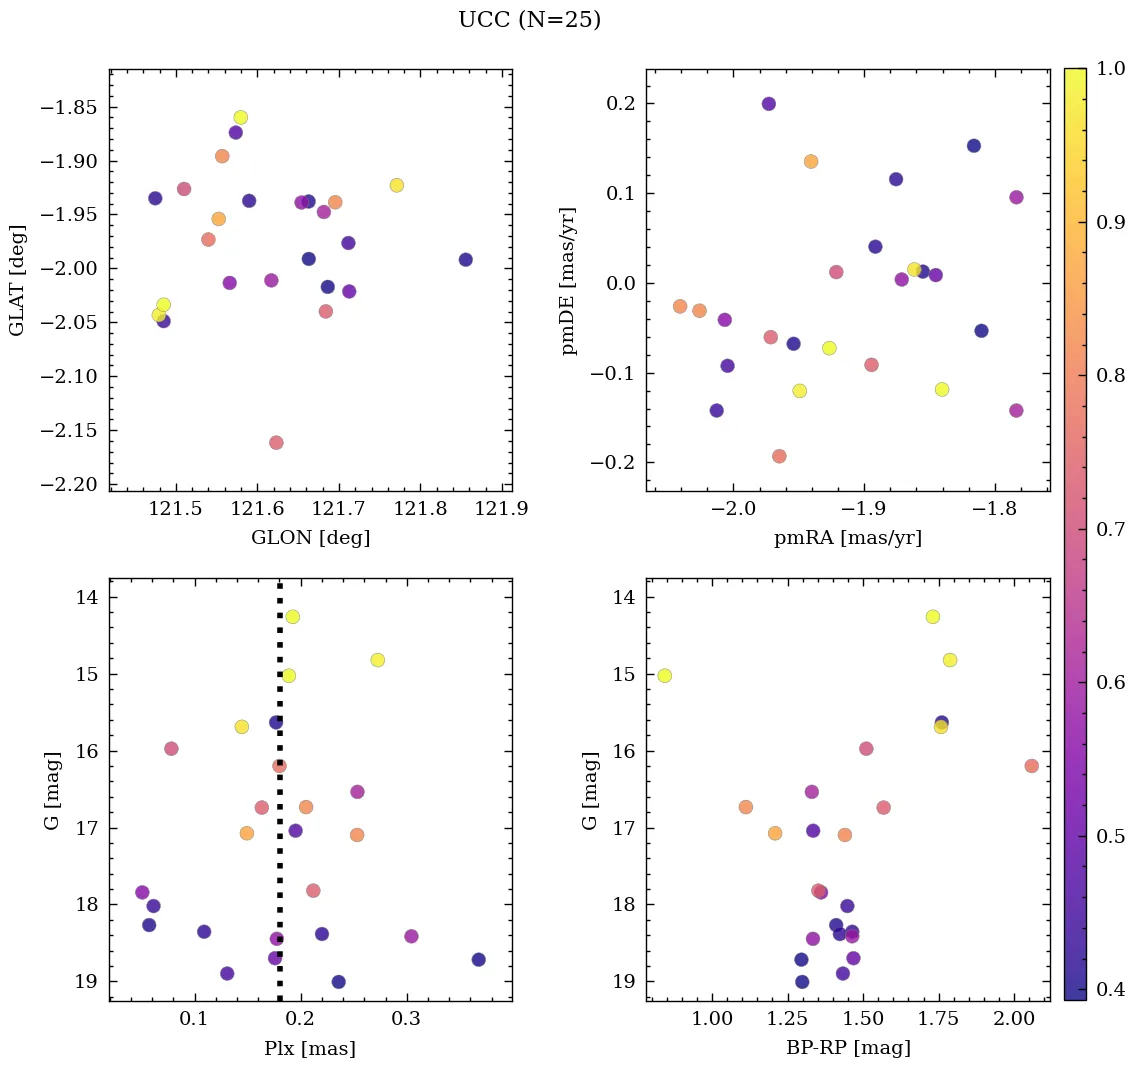 UCC (N=25)
−1.85
−1.90
−1.95
−2.00
−2.05
−2.10
−2.15
−2.20
GLAT [deg]
121.5 121.6 121.7 121.8 121.9
GLON [deg]
0.2
0.1
0.0
−0.1
−0.2
pmDE [mas/yr]
−2.0 −1.9 −1.8
pmRA [mas/yr]
14
15
16
17
18
19
G [mag]
0.1 0.2 0.3
Plx [mas]
14
15
16
17
18
19
G [mag]
1.00 1.25 1.50 1.75 2.00
BP-RP [mag]
1.0
0.9
0.8
0.7
0.6
0.5
0.4